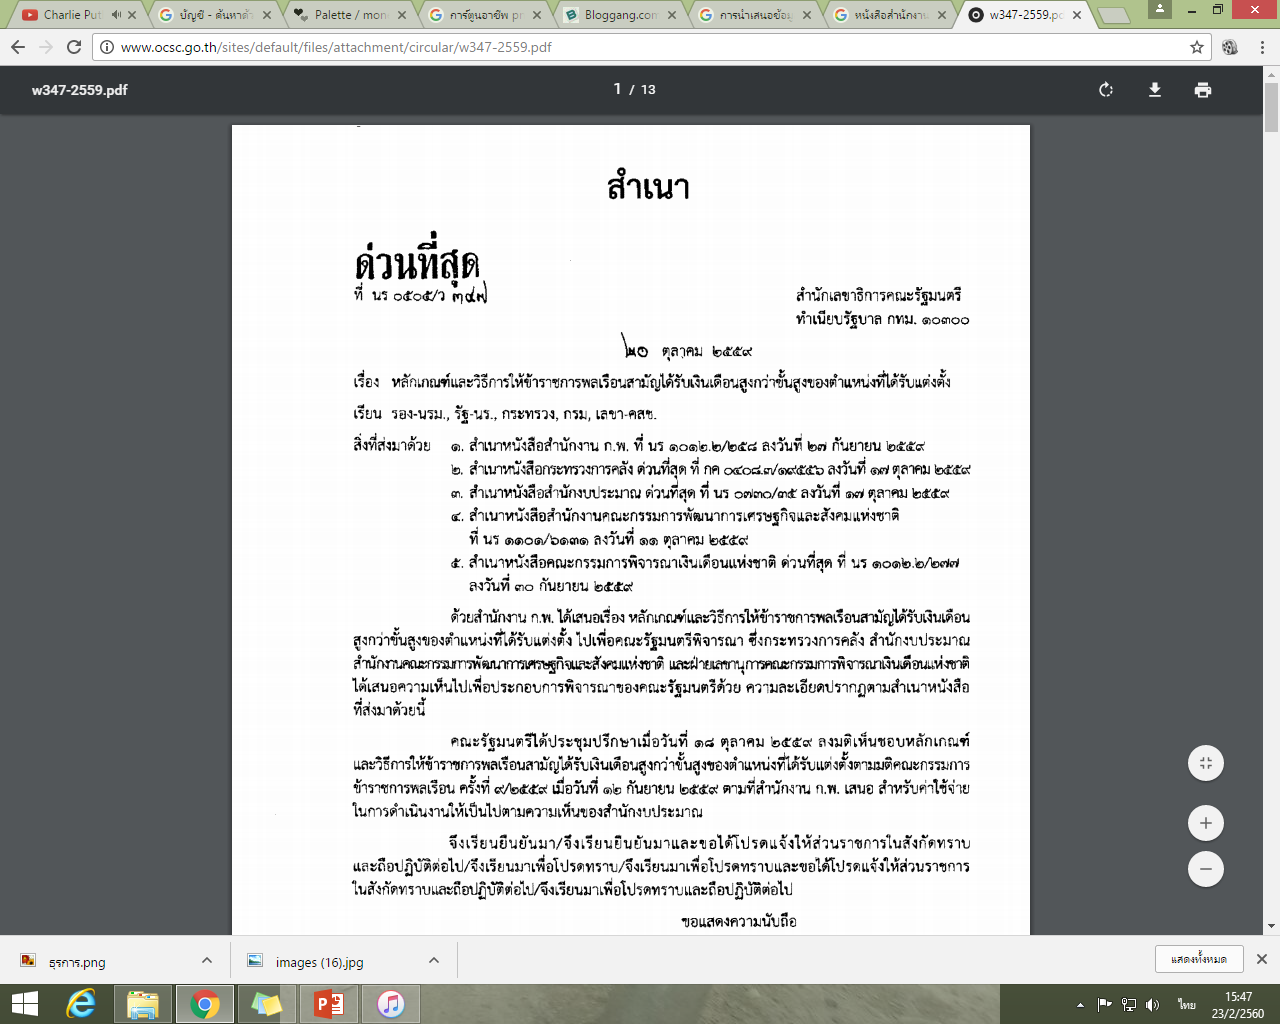 Charlie Put
บัญชี - ค้นหาด้
Palette / mon
การ์ตูนอาชีพ pn
Bloggang.com
การนำเสนอข้อมู
หนังสือสำนักงาน
w347-2559.pd
www.ocsc.go.th/sites/default/files/attachment/circular/w347-2559.pdf
w347-2559.pdf
1 / 13
สำเนา
ด่วนที่สุด
ที่ นร ๐๕๐๕/ว ๓๔๗
สำนักเลขาธิการคณะรัฐมนตรี
ทำเนียบรัฐบาล กทม. ๑๐๓๐๐
๒๐ ตุลาคม ๒๕๕๙
เรื่อง หลักเกณฑ์และวิธีการให้ข้าราชการพลเรือนสามัญได้รับเงินเดือนสูงกว่าขั้นสูงของตำแหน่งที่ได้รับแต่งตั้ง
เรียน รอง-นรม., รัฐ-นร., กระทรวง, กรม, เลขา-คสช.
สิ่งที่ส่งมาด้วย ๑. สำเนาหนังสือสำนักงาน ก.พ. ที่ นร ๑๐๑๒.๒/๒๕๘ ลงวันที่ ๒๗ กันยายน ๒๕๕๙
๒. สำเนาหนังสือกระทรวงการคลัง ด่วนที่สุด ที่ กค ๐๔๐๘.๓/๑๙๕๕๖ ลงวันที่ ๑๗ ตุลาคม ๒๕๕๙
๓. สำเนาหนังสือสำนักงบประมาณ ด่วนที่สุด ที่ นร ๐๗๓๐/๓๕ ลงวันที่ ๑๗ ตุลาคม ๒๕๕๙
๔. สำเนาหนังสือสำนักงานคณะกรรมการพัฒนาการเศรษฐกิจและสังคมแห่งชาติ
ที่ นร ๑๑๐๑/๖๑๓๑ ลงวันที่ ๑๑ ตุลาคม ๒๕๕๙
๕. สำเนาหนังสือคณะกรรมการพิจารณาเงินเดือนแห่งชาติ ด่วนที่สุด ที่ นร ๑๐๑๒.๒/๒๗๗
ลงวันที่ ๓๐ กันยายน ๒๕๕๙
ด้วยสำนักงาน ก.พ. ได้เสนอเรื่อง หลักเกณฑ์และวิธีการให้ข้าราชการพลเรือนสามัญได้รับเงินเดือน
สูงกว่าขั้นสูงของตำแหน่งที่ได้รับแต่งตั้ง ไปเพื่อคณะรัฐมนตรีพิจารณา ซึ่งกระทรวงการคลัง สำนักงบประมาณ
สำนักงานคณะกรรมการพัฒนาการเศรษฐกิจและสังคมแห่งชาติ และฝ่ายเลขานุการคณะกรรมการพิจารณาเงินเดือนแห่งชาติ
ได้เสนอความเห็นไปเพื่อประกอบการพิจารณาของคณะรัฐมนตรีด้วย ความละเอียดปรากฏตามสำเนาหนังสือ
ที่ส่งมาด้วยนี้
คณะรัฐมนตรีได้ประชุมปรึกษาเมื่อวันที่ ๑๘ ตุลาคม ๒๕๕๙ ลงมติเห็นชอบหลักเกณฑ์
และวิธีการให้ข้าราชการพลเรือนสามัญได้รับเงินเดือนสูงกว่าขั้นสูงของตำแหน่งที่ได้รับแต่งตั้งตามมติคณะกรรมการ
ข้าราชการพลเรือน ครั้งที่ ๙/๒๕๕๙ เมื่อวันที่ ๑๒ กันยายน ๒๕๕๙ ตามที่สำนักงาน ก.พ. เสนอ สำหรับค่าใช้จ่าย
ในการดำเนินงานให้เป็นไปตามความเห็นของสำนักงบประมาณ
จึงเรียนยืนยันมา/จึงเรียนยืนยันมาและขอได้โปรดแจ้งให้ส่วนราชการในสังกัดทราบ
และถือปฏิบัติต่อไป/จึงเรียนมาเพื่อโปรดทราบ/จึงเรียนมาเพื่อโปรดทราบและขอได้โปรดแจ้งให้ส่วนราชการ
ในสังกัดทราบและถือปฏิบัติต่อไป/จึงเรียนมาเพื่อโปรดทราบและถือปฏิบัติต่อไป
ขอแสดงความนับถือ
ธุรการ.png
images (16).jpg
แสดงทั้งหมด
ไทย
15:47
23/2/2560